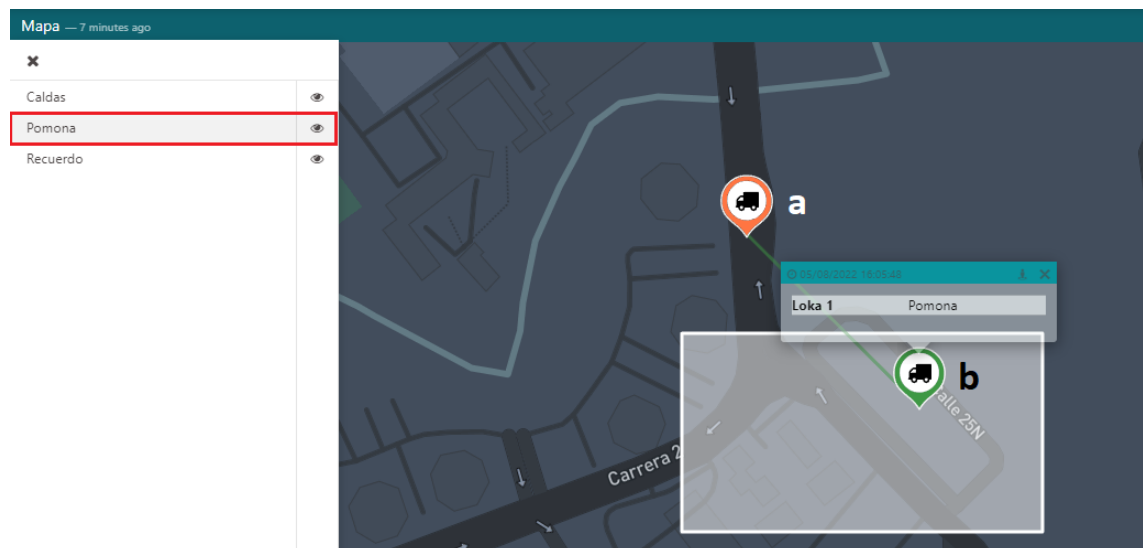 Mapa — 7 minutes ago
Caldas
Pomona
Recuerdo
a
05/08/2022 16:05:48
Loka 1 Pomona
b
Calle 25N
Carrera 2